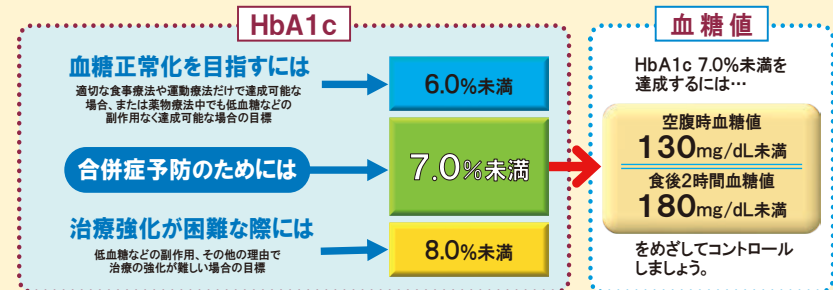 HbA1c
血糖正常化を目指すには
適切な食事療法や運動療法だけで達成可能な
場合、または薬物療法中でも低血糖などの
副作用なく達成可能な場合の目標
6.0%未満
合併症予防のためには
7.0%未満
治療強化が困難な際には
低血糖などの副作用、その他の理由で
治療の強化が難しい場合の目標
8.0%未満
血糖値
HbA1c 7.0%未満を
達成するには…
空腹時血糖値
130mg/dL未満
食後2時間血糖値
180mg/dL未満
をめざしてコントロール
しましょう。